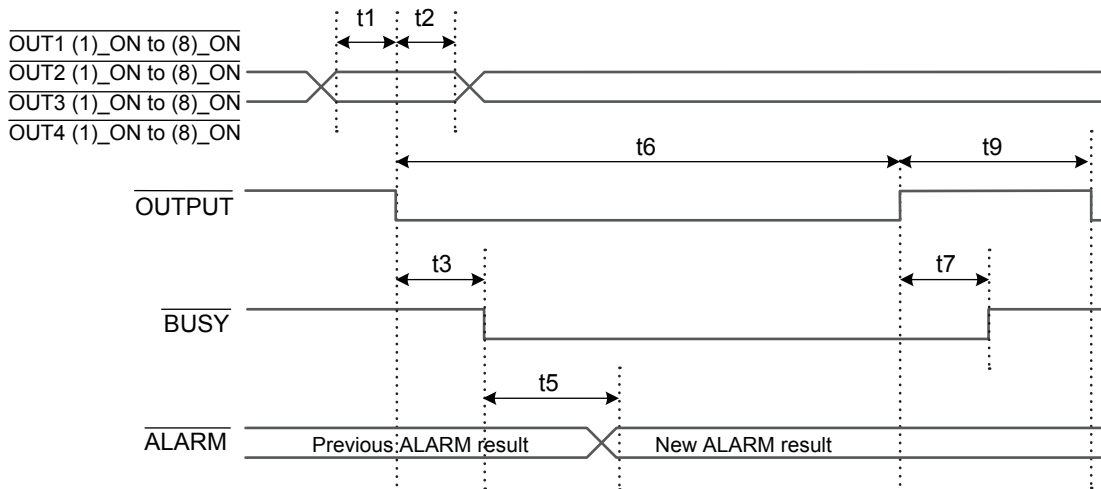 t1 t2
OUT1 (1)_ON to (8)_ON
OUT2 (1)_ON to (8)_ON
OUT3 (1)_ON to (8)_ON
OUT4 (1)_ON to (8)_ON
t6 t9
OUTPUT
t3 t7
BUSY
t5
ALARM Previous ALARM result New ALARM result